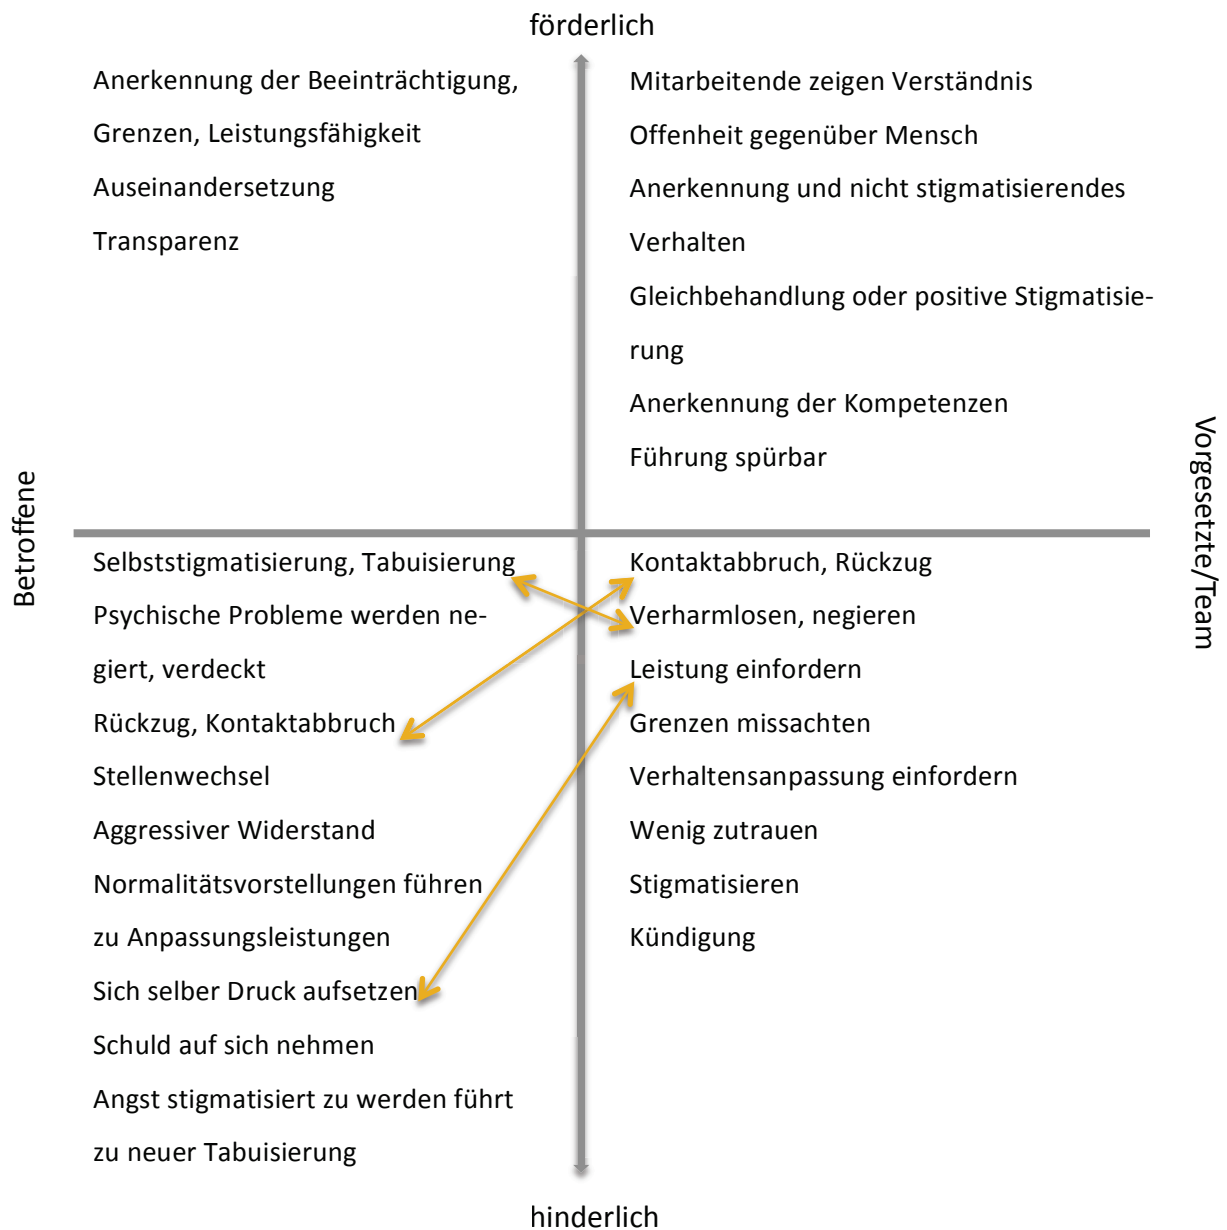 förderlich
Anerkennung der Beeinträchtigung,
Grenzen, Leistungsfähigkeit
Auseinandersetzung
Transparenz
Mitarbeitende zeigen Verständnis
Offenheit gegenüber Mensch
Anerkennung und nicht stigmatisierendes
Verhalten
Gleichbehandlung oder positive Stigmatisie-
rung
Anerkennung der Kompetenzen
Führung spürbar
Betroffene
Vorgesetzte/Team
Selbststigmatisierung, Tabuisierung
Psychische Probleme werden ne-
giert, verdeckt
Rückzug, Kontaktabbruch
Stellenwechsel
Aggressiver Widerstand
Normalitätsvorstellungen führen
zu Anpassungsleistungen
Sich selber Druck aufsetzen
Schuld auf sich nehmen
Angst stigmatisiert zu werden führt
zu neuer Tabuisierung
Kontaktabbruch, Rückzug
Verharmlosen, negieren
Leistung einfordern
Grenzen missachten
Verhaltensanpassung einfordern
Wenig zutrauen
Stigmatisieren
Kündigung
hinderlich